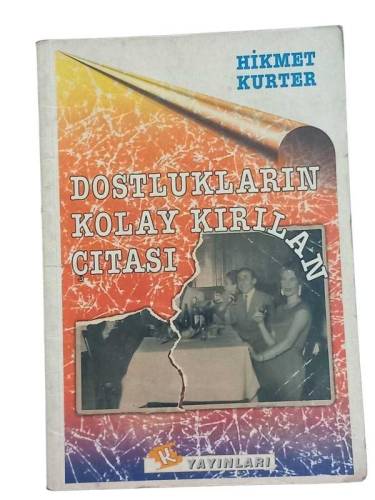 HİKMET
KURTER
DOSTLUKLARIN
KOLAY KIRILAN
ÇITASI
YAYINLARI